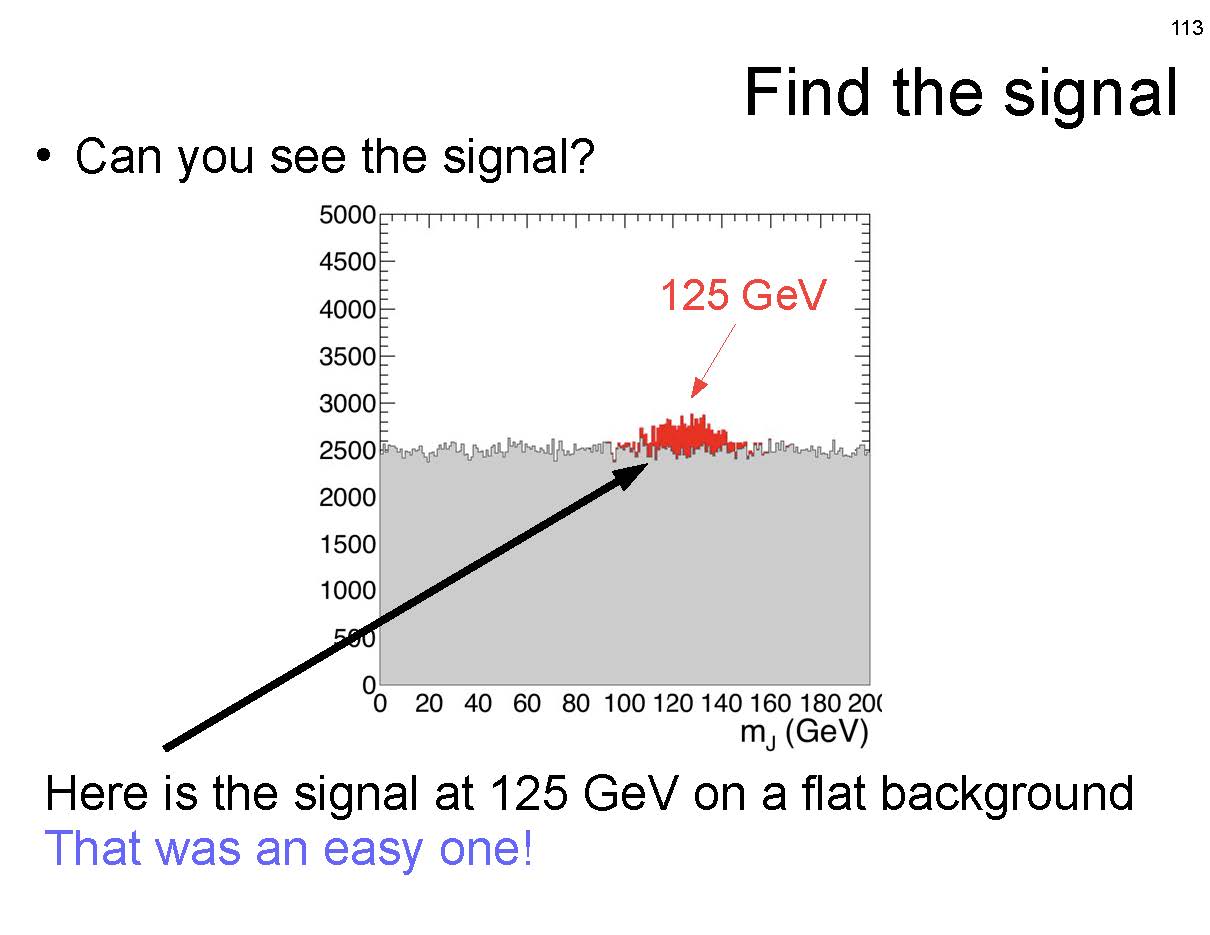 113
Find the signal
• Can you see the signal?
5000
4500
4000
3500
3000
2500
2000
1500
1000
500
0
125 GeV
0 20 40 60 80 100 120 140 160 180 200
mJ (GeV)
Here is the signal at 125 GeV on a flat background
That was an easy one!